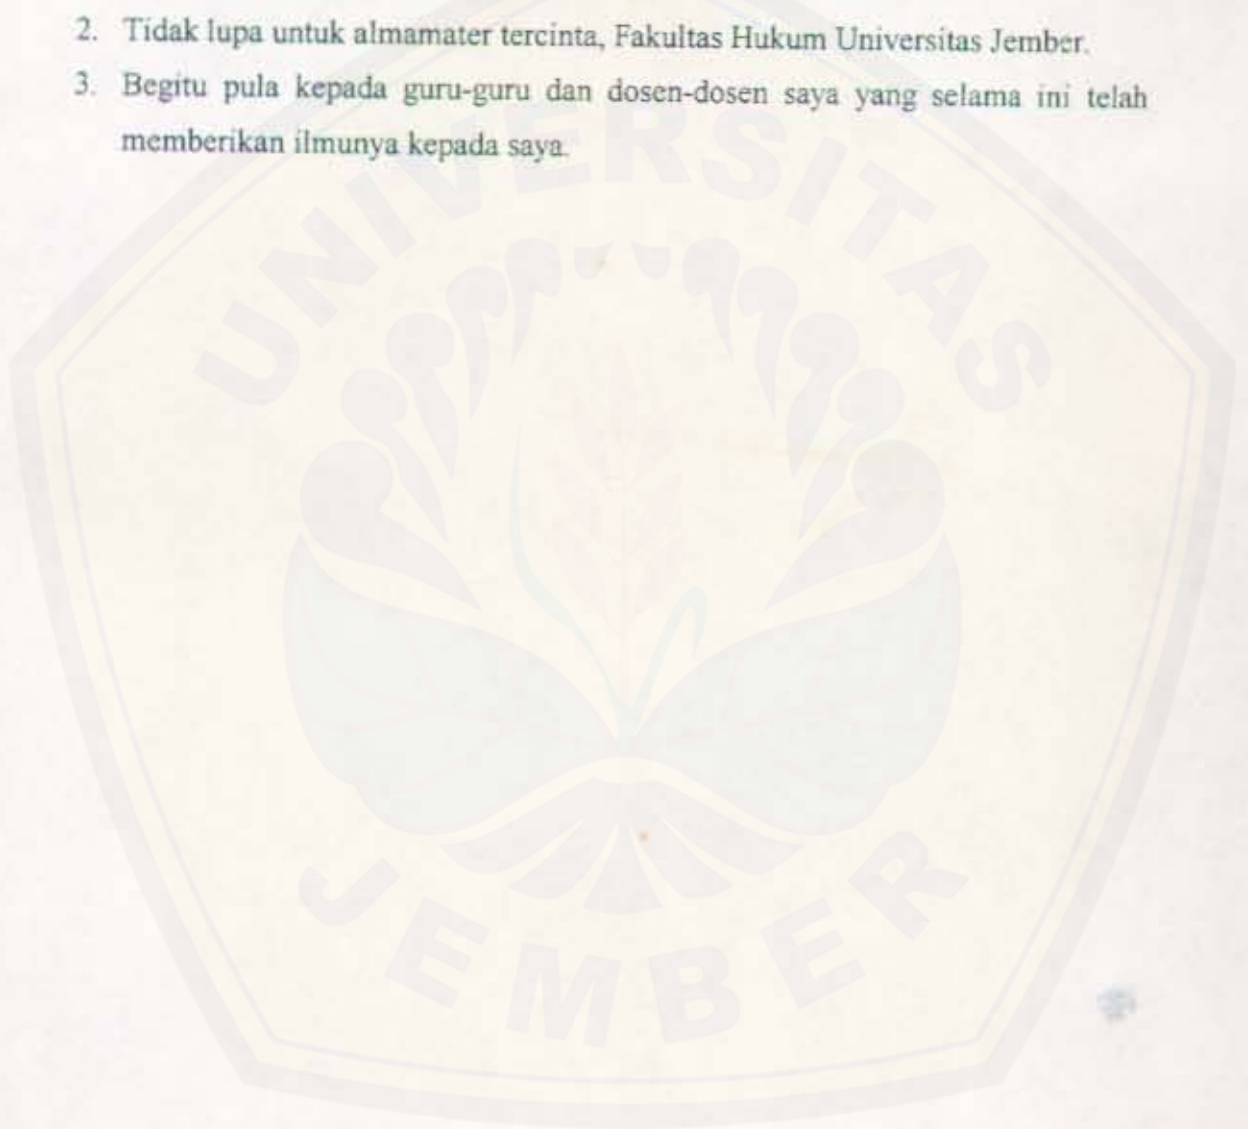 2. Tidak lupa untuk almamater tercinta, Fakultas Hukum Universitas Jember.
3. Begitu pula kepada guru-guru dan dosen-dosen saya yang selama ini telah
memberikan ilmunya kepada saya.
UNIVERSITAS
JEMBER